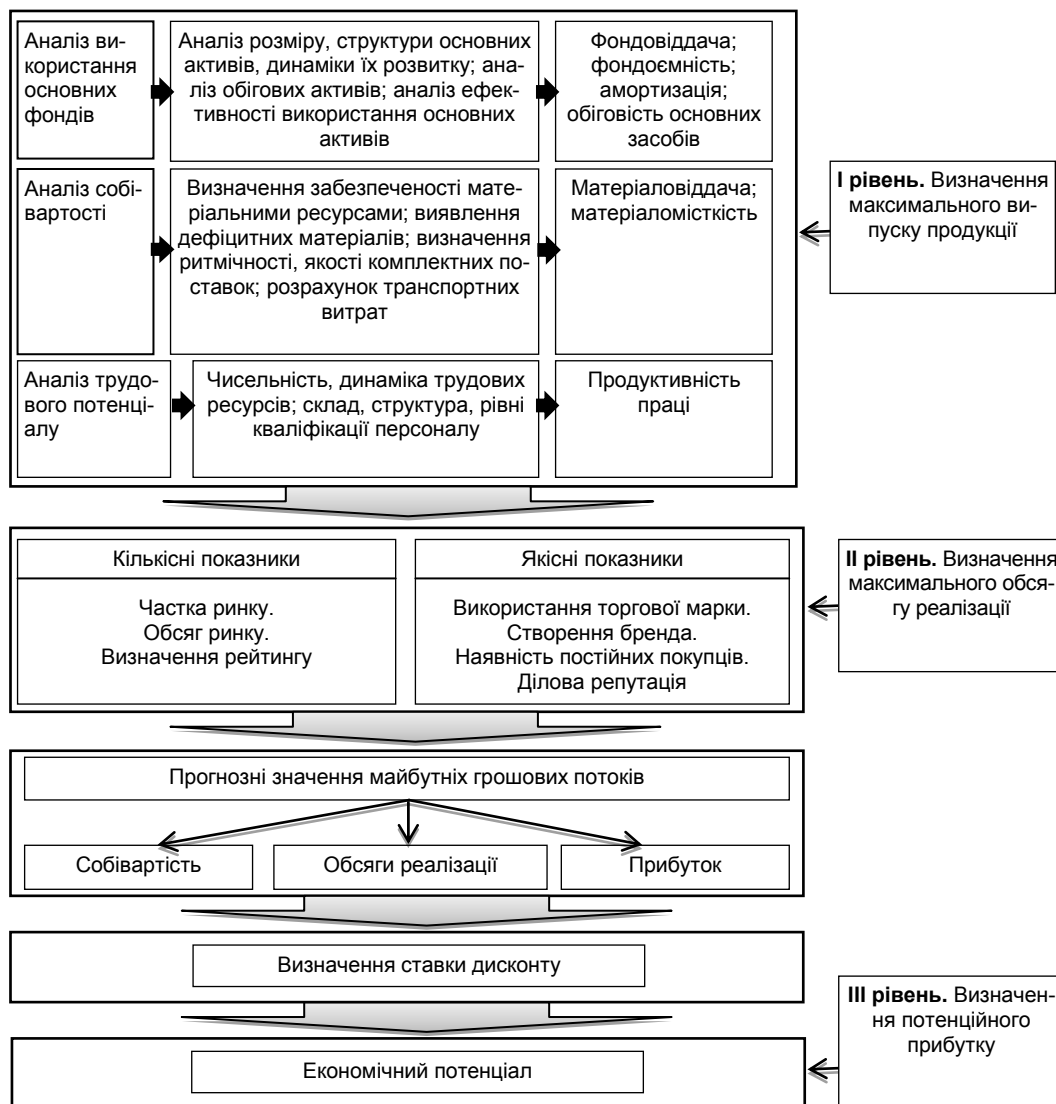 Аналіз ви-
користання
основних
фондів
Аналіз розміру, структури основних
активів, динаміки їх розвитку; ана-
ліз обігових активів; аналіз ефек-
тивності використання основних
активів
Фондовіддача;
фондоємність;
амортизація;
обіговість основних
засобів
Аналіз собі-
вартості
Визначення забезпеченості мате-
ріальними ресурсами; виявлення
дефіцитних матеріалів; визначення
ритмічності, якості комплектних по-
ставок; розрахунок транспортних
витрат
Матеріаловіддача;
матеріаломісткість
Аналіз трудо-
вого потенці-
алу
Чисельність, динаміка трудових
ресурсів; склад, структура, рівні
кваліфікації персоналу
Продуктивність
праці
І рівень. Визначення
максимального ви-
пуску продукції
Кількісні показники
Частка ринку.
Обсяг ринку.
Визначення рейтингу
Якісні показники
Використання торгової марки.
Створення бренда.
Наявність постійних покупців.
Ділова репутація
ІІ рівень. Визначення
максимального обся-
гу реалізації
Прогнозні значення майбутніх грошових потоків
Собівартість
Обсяги реалізації
Прибуток
Визначення ставки дисконту
Економічний потенціал
ІІІ рівень. Визначен-
ня потенційного
прибутку